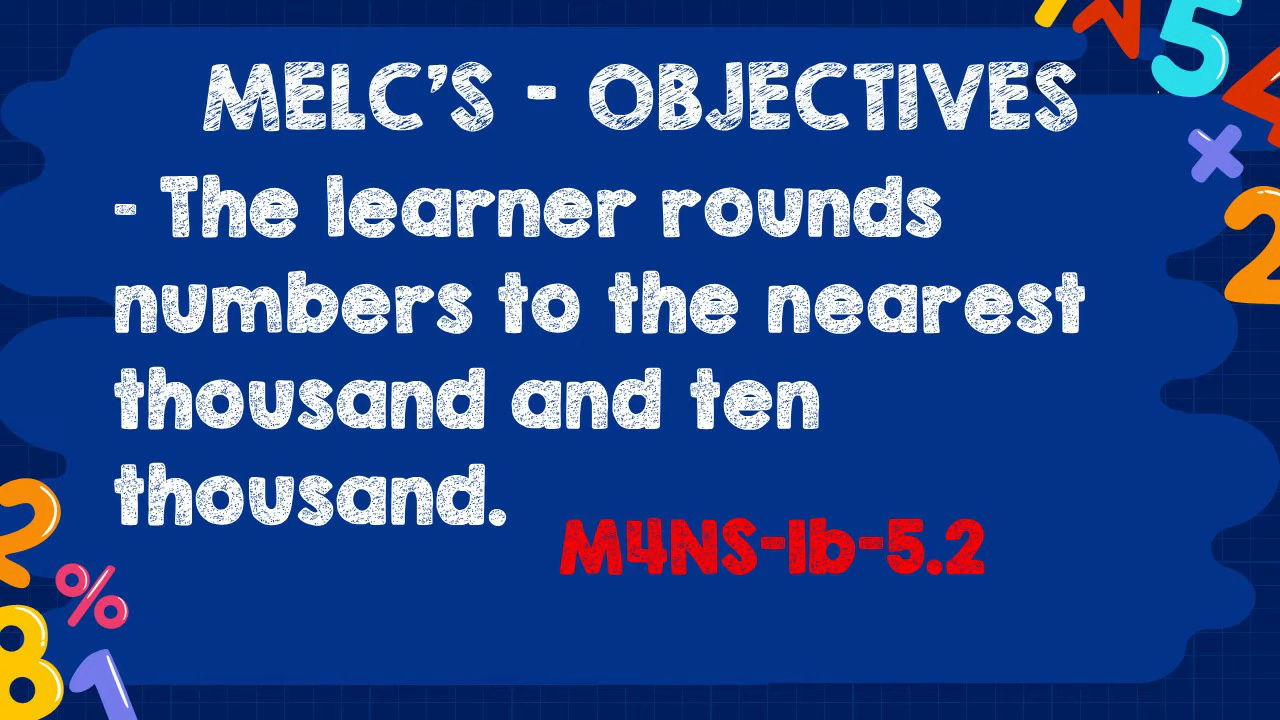 MELC'S - OBJECTIVES
- The learner rounds
numbers to the nearest
thousand and ten
thousand.
M4NS-Ib-5.2